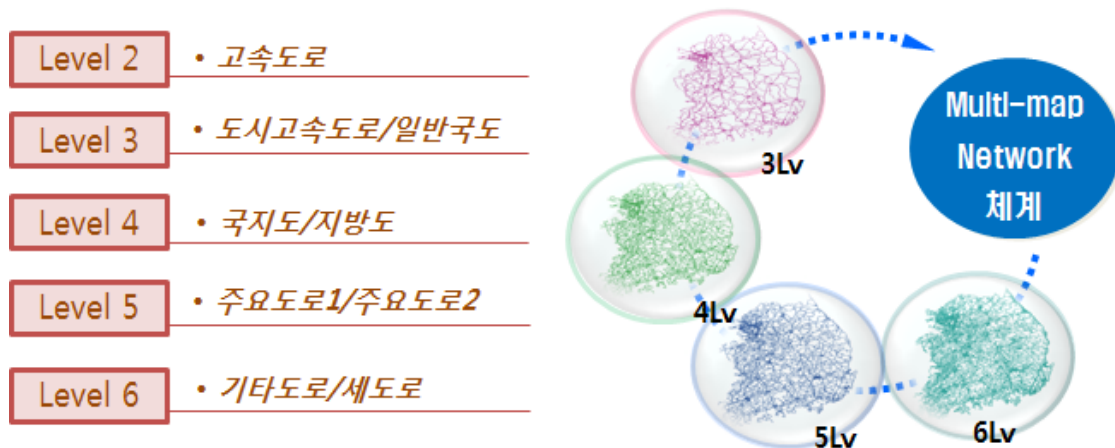 Level 2
• 고속도로
Level 3
• 도시고속도로/일반국도
Level 4
• 국지도/지방도
Level 5
• 주요도로1/주요도로2
Level 6
• 기타도로/세도로
3Lv
4Lv
5Lv
6Lv
Multi-map
Network
체계